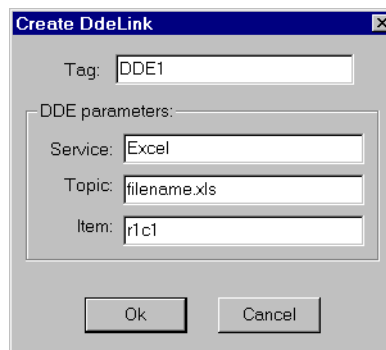 Create DdeLink
Tag: DDE1
DDE parameters:
Service: Excel
Topic: filename.xls
Item: r1c1
Ok Cancel